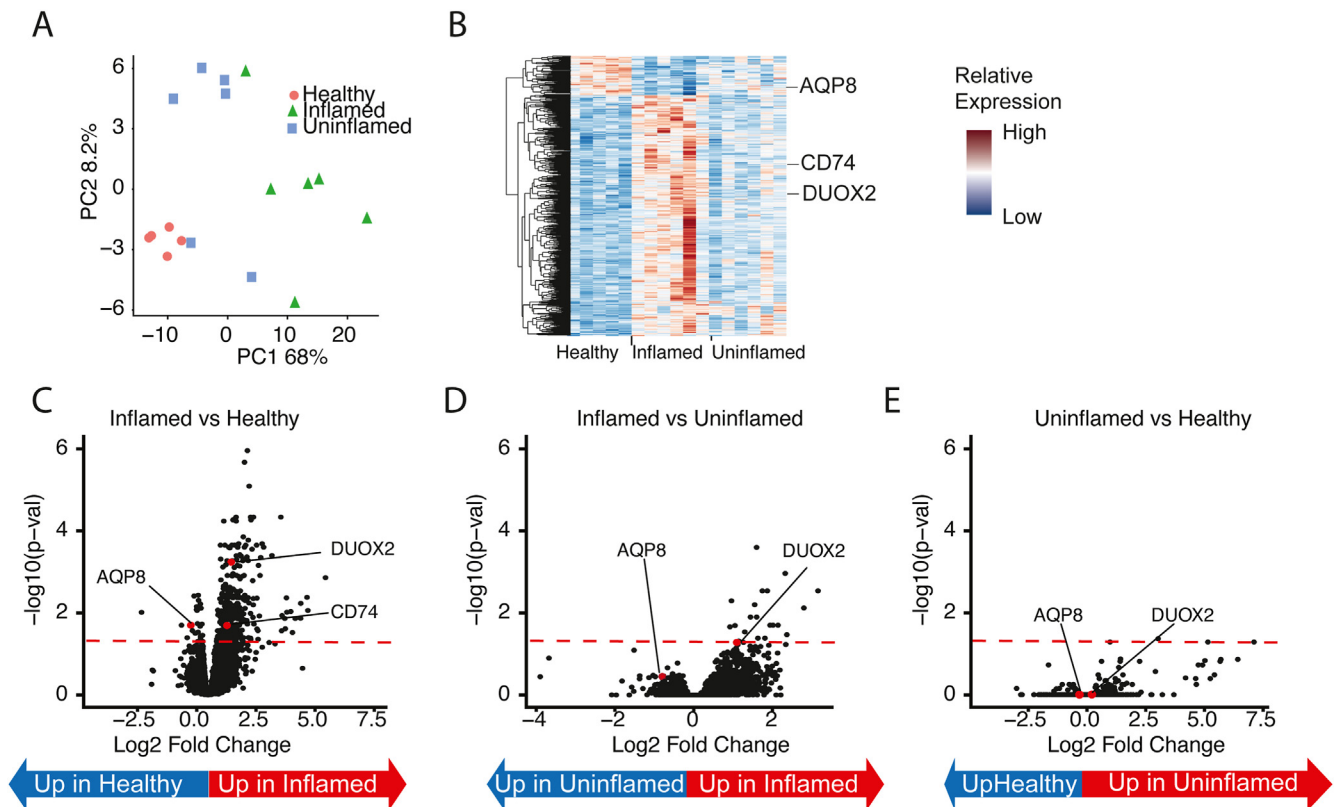 A
6
3
0
−3
−6
PC2 8.2%
−10
0
10
20
PC1 68%
Healthy
Inflamed
Uninflamed
B
AQP8
CD74
DUOX2
Healthy
Inflamed
Uninflamed
Relative
Expression
High
Low
C
Inflamed vs Healthy
6
4
2
0
−log10(p−val)
AQP8
DUOX2
CD74
−2.5
0.0
2.5
5.0
7.5
Log2 Fold Change
Up in Healthy
Up in Inflamed
D
Inflamed vs Uninflamed
6
4
2
0
−log10(p−val)
AQP8
DUOX2
−4
−2
0
2
Log2 Fold Change
Up in Uninflamed
Up in Inflamed
E
Uninflamed vs Healthy
6
4
2
0
−log10(p−val)
AQP8
DUOX2
−2.5
0.0
2.5
5.0
7.5
Log2 Fold Change
UpHealthy
Up in Uninflamed